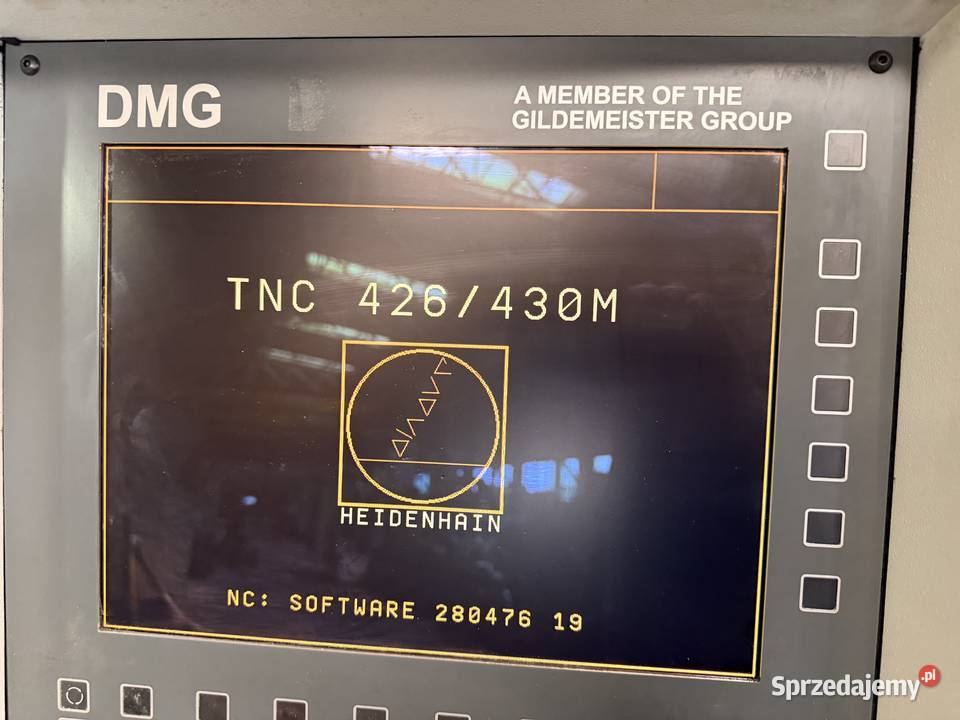 DMG
A MEMBER OF THE
GILDEMEISTER GROUP
TNC 426/430M
HEIDENHAIN
NC: SOFTWARE 280476 19
Sprzedajemy.pl